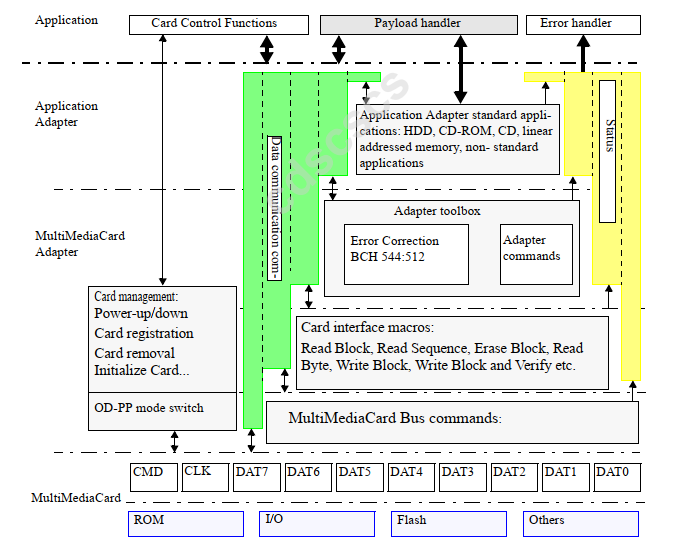 Application
Card Control Functions
Payload handler
Error handler
Application
Adapter
Application Adapter standard appli-
cations: HDD, CD-ROM, CD, linear
addressed memory, non- standard
applications
Data communication com-
Status
MultiMediaCard
Adapter
Adapter toolbox
Error Correction
BCH 544:512
Adapter
commands
Card management:
Power-up/down
Card registration
Card removal
Initialize Card...
OD-PP mode switch
Card interface macros:
Read Block, Read Sequence, Erase Block, Read
Byte, Write Block, Write Block and Verify etc.
MultiMediaCard Bus commands:
CMD
CLK
DAT7
DAT6
DAT5
DAT4
DAT3
DAT2
DAT1
DAT0
MultiMediaCard
ROM
I/O
Flash
Others